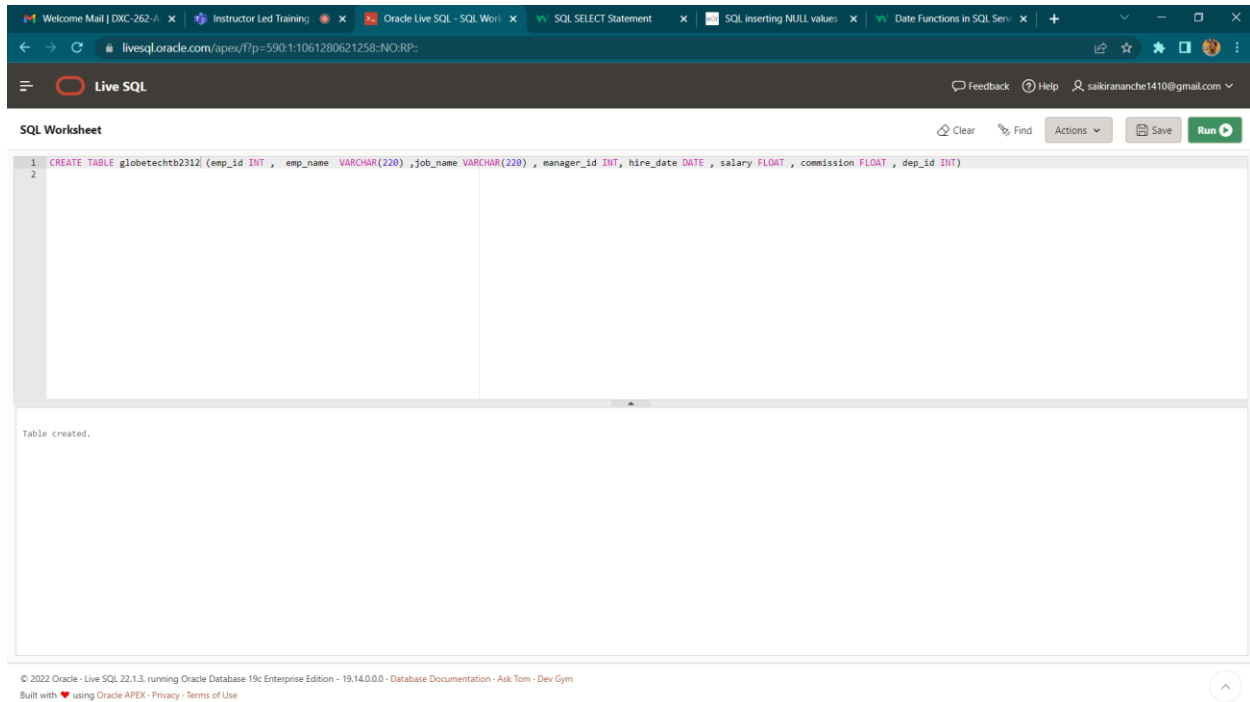 Welcome Mail | DXC-262-A Instructor Led Training Oracle Live SQL - SQL Work SQL SELECT Statement SQL inserting NULL values Date Functions in SQL Serv
livesql.oracle.com/apex/f?p=590:1:1061280621258::NO:RP::
Live SQL Feedback Help saikirananche1410@gmail.com
SQL Worksheet Clear Find Actions Save Run
1 CREATE TABLE globetechtb2312 (emp_id INT , emp_name VARCHAR(220) ,job_name VARCHAR(220) , manager_id INT, hire_date DATE , salary FLOAT , commission FLOAT , dep_id INT)
2
Table created.
© 2022 Oracle · Live SQL 22.1.3, running Oracle Database 19c Enterprise Edition - 19.14.0.0.0 · Database Documentation · Ask Tom · Dev Gym
Built with ❤ using Oracle APEX · Privacy · Terms of Use